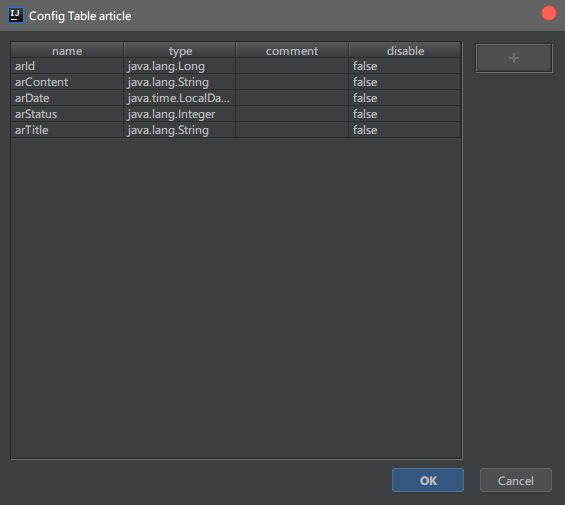 IJ Config Table article
name type comment disable
arId java.lang.Long false
arContent java.lang.String false
arDate java.time.LocalDa... false
arStatus java.lang.Integer false
arTitle java.lang.String false
+
OK Cancel